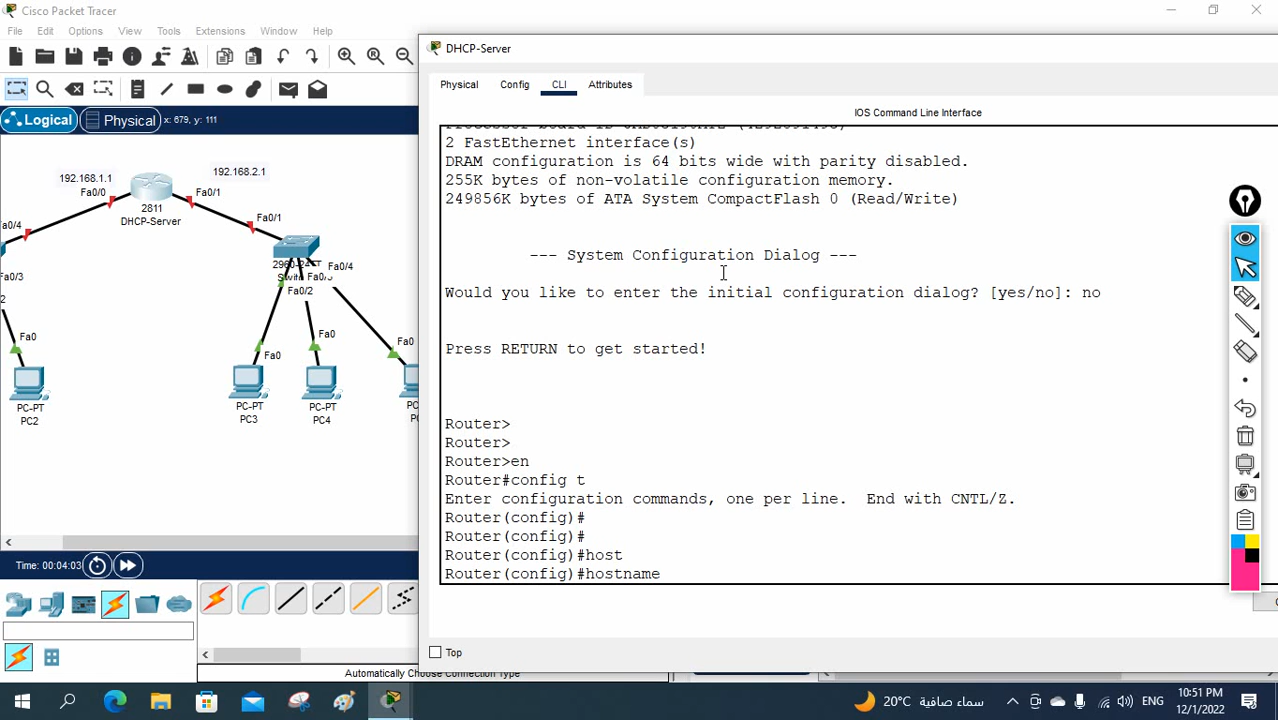 Cisco Packet Tracer
File Edit Options View Tools Extensions Window Help
Logical Physical x: 679, y: 111
192.168.1.1
192.168.2.1
Fa0/0
Fa0/1
2811
DHCP-Server
Fa0/4
Fa0/1
Fa0/4
Fa0/3
Fa0/2
Fa0
Fa0
Fa0
Fa0
PC-PT
PC2
PC-PT
PC3
PC-PT
PC4
Time: 00:04:03
Automatically Choose Connection Type
DHCP-Server
Physical Config CLI Attributes
IOS Command Line Interface
2 FastEthernet interface(s)
DRAM configuration is 64 bits wide with parity disabled.
255K bytes of non-volatile configuration memory.
249856K bytes of ATA System CompactFlash 0 (Read/Write)
--- System Configuration Dialog ---
Would you like to enter the initial configuration dialog? [yes/no]: no
Press RETURN to get started!
Router>
Router>
Router>en
Router#config t
Enter configuration commands, one per line.  End with CNTL/Z.
Router(config)#
Router(config)#
Router(config)#host
Router(config)#hostname
Top
20°C سماء صافية
ENG
10:51 PM
12/1/2022